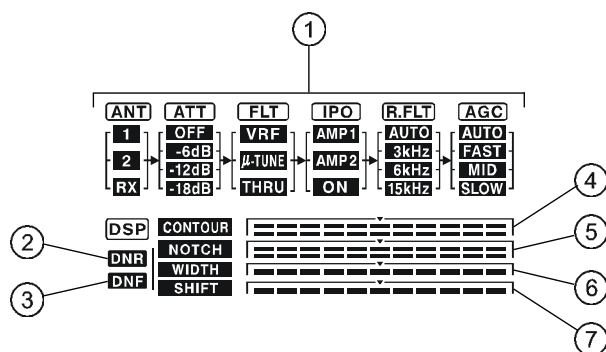 1
ANT ATT FLT IPO R.FLT AGC
1 OFF VRF AMP1 AUTO AUTO
-6dB 3kHz FAST
2 μ-TUNE AMP2
-12dB 6kHz MID
RX -18dB THRU ON 15kHz SLOW
4
DSP CONTOUR
2 DNR NOTCH 5
WIDTH 6
3 DNF SHIFT
7